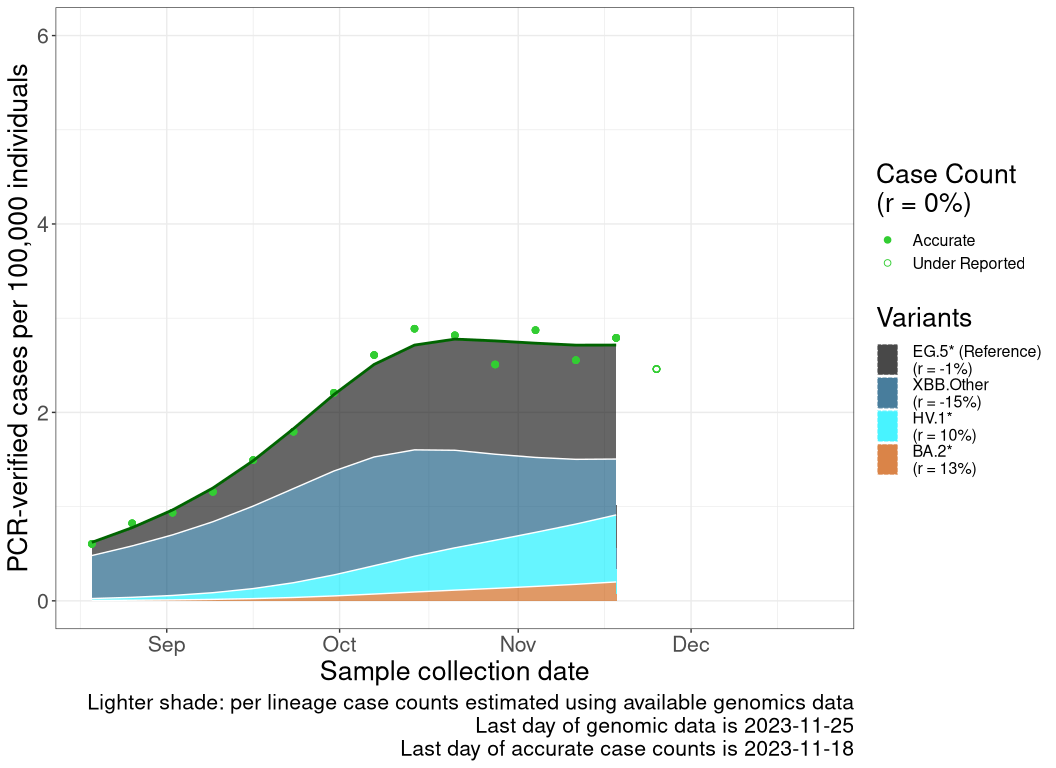 PCR-verified cases per 100,000 individuals
6
4
2
0
Sep Oct Nov Dec
Sample collection date
Lighter shade: per lineage case counts estimated using available genomics data
Last day of genomic data is 2023-11-25
Last day of accurate case counts is 2023-11-18
Case Count
(r = 0%)
Accurate
Under Reported
Variants
EG.5* (Reference)
(r = -1%)
XBB.Other
(r = -15%)
HV.1*
(r = 10%)
BA.2*
(r = 13%)